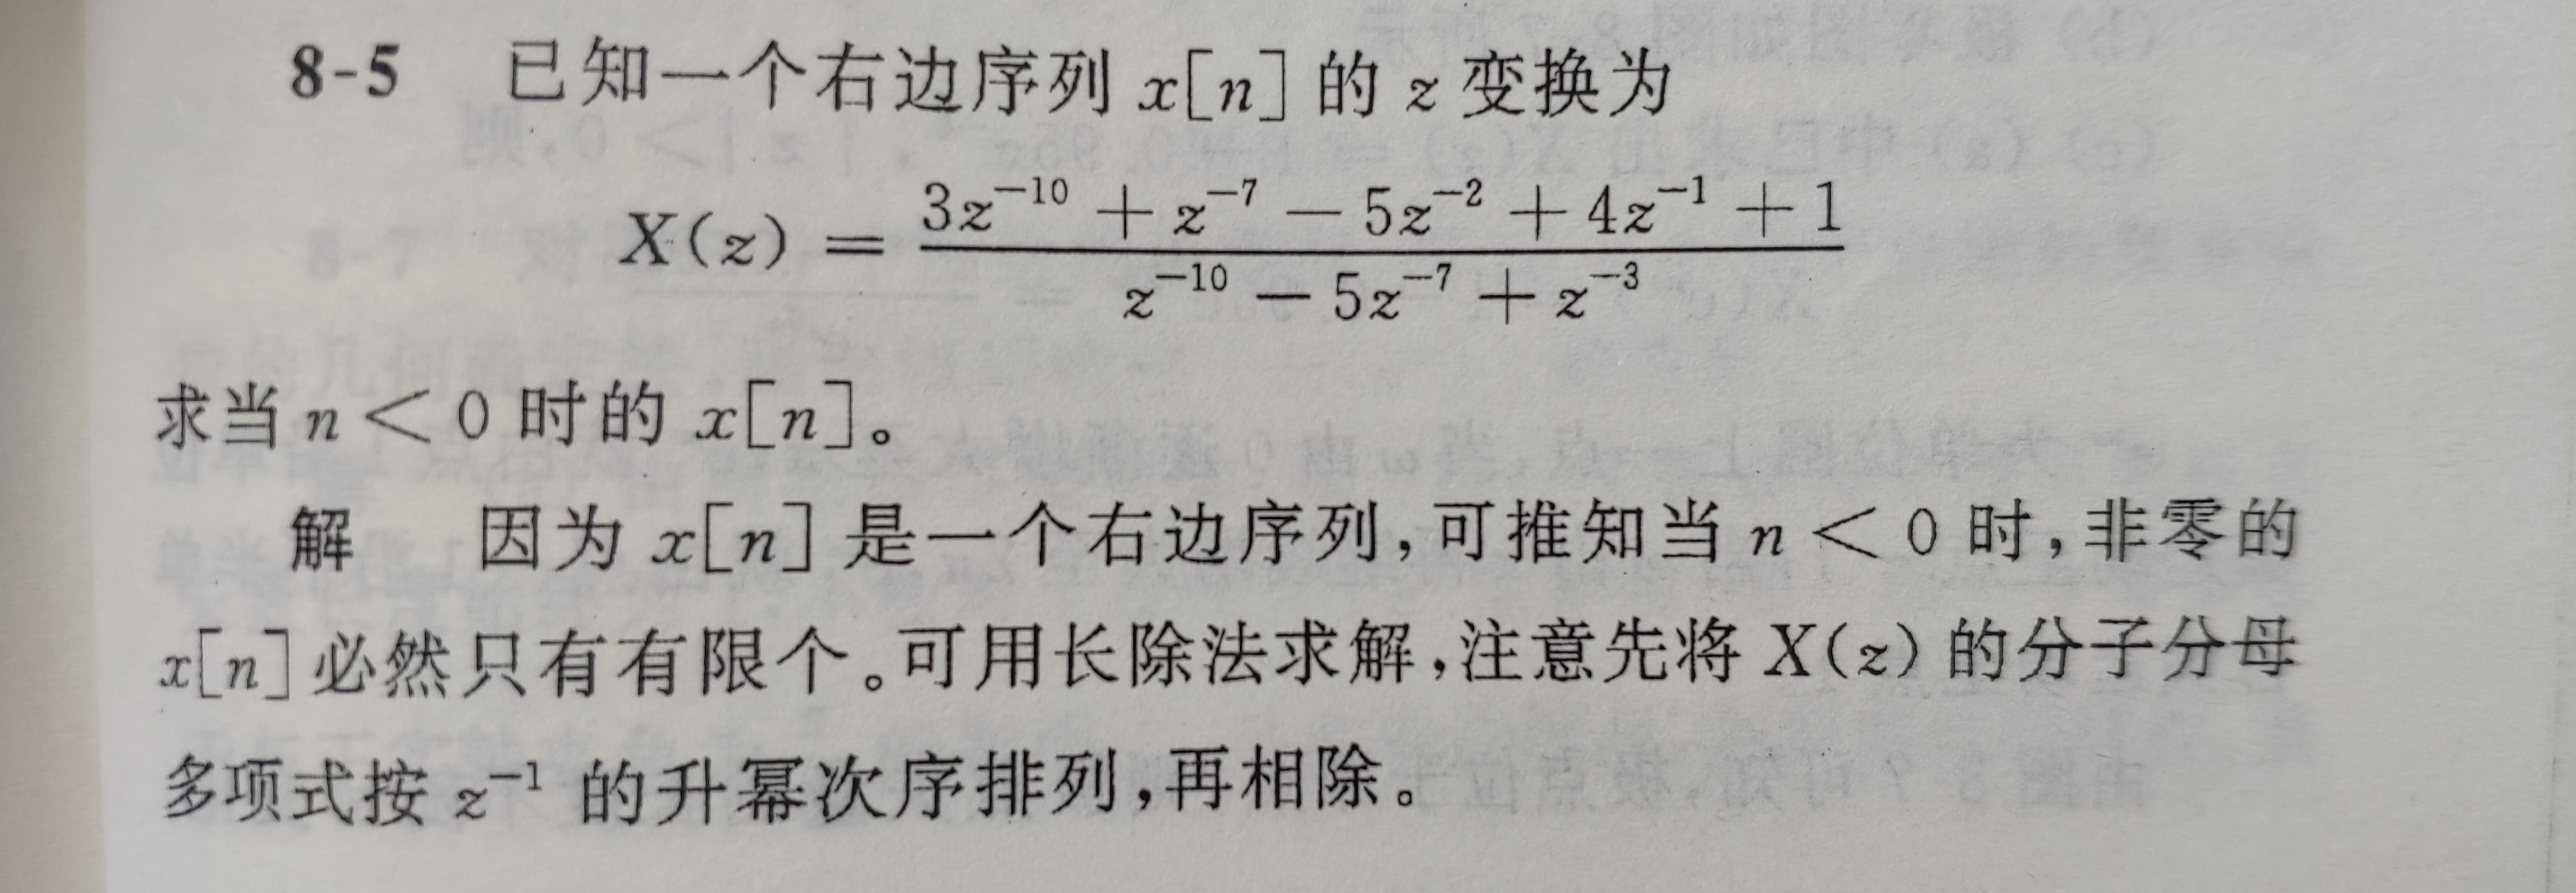 8-5 已知一个右边序列 x[n] 的 z 变换为
X(z) = \frac{3z^{-10} + z^{-7} - 5z^{-2} + 4z^{-1} + 1}{z^{-10} - 5z^{-7} + z^{-3}}
求当 n < 0 时的 x[n]。
解 因为 x[n] 是一个右边序列,可推知当 n < 0 时,非零的
x[n] 必然只有有限个。可用长除法求解,注意先将 X(z) 的分子分母
多项式按 z^{-1} 的升幂次序排列,再相除。